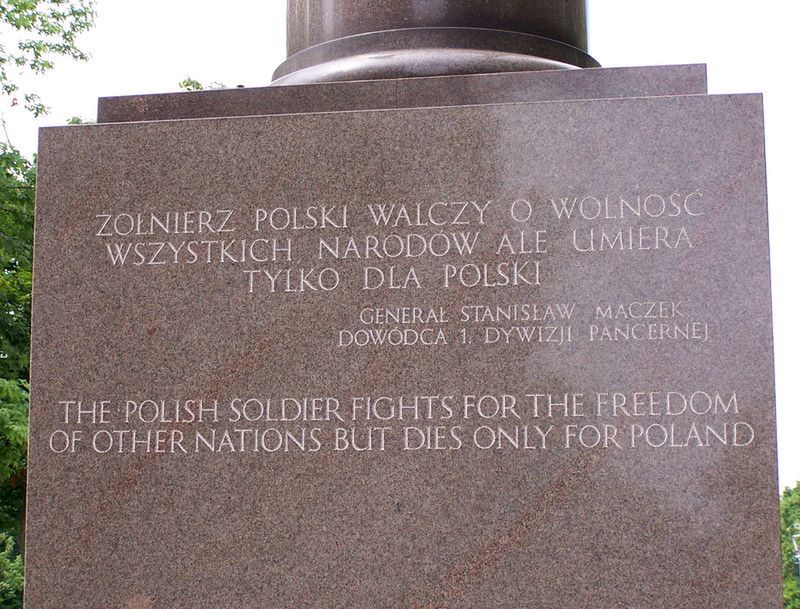 ŻOŁNIERZ POLSKI WALCZY O WOLNOŚĆ
WSZYSTKICH NARODÓW ALE UMIERA
TYLKO DLA POLSKI
GENERAŁ STANISŁAW MACZEK
DOWÓDCA 1. DYWIZJI PANCERNEJ
THE POLISH SOLDIER FIGHTS FOR THE FREEDOM
OF OTHER NATIONS BUT DIES ONLY FOR POLAND